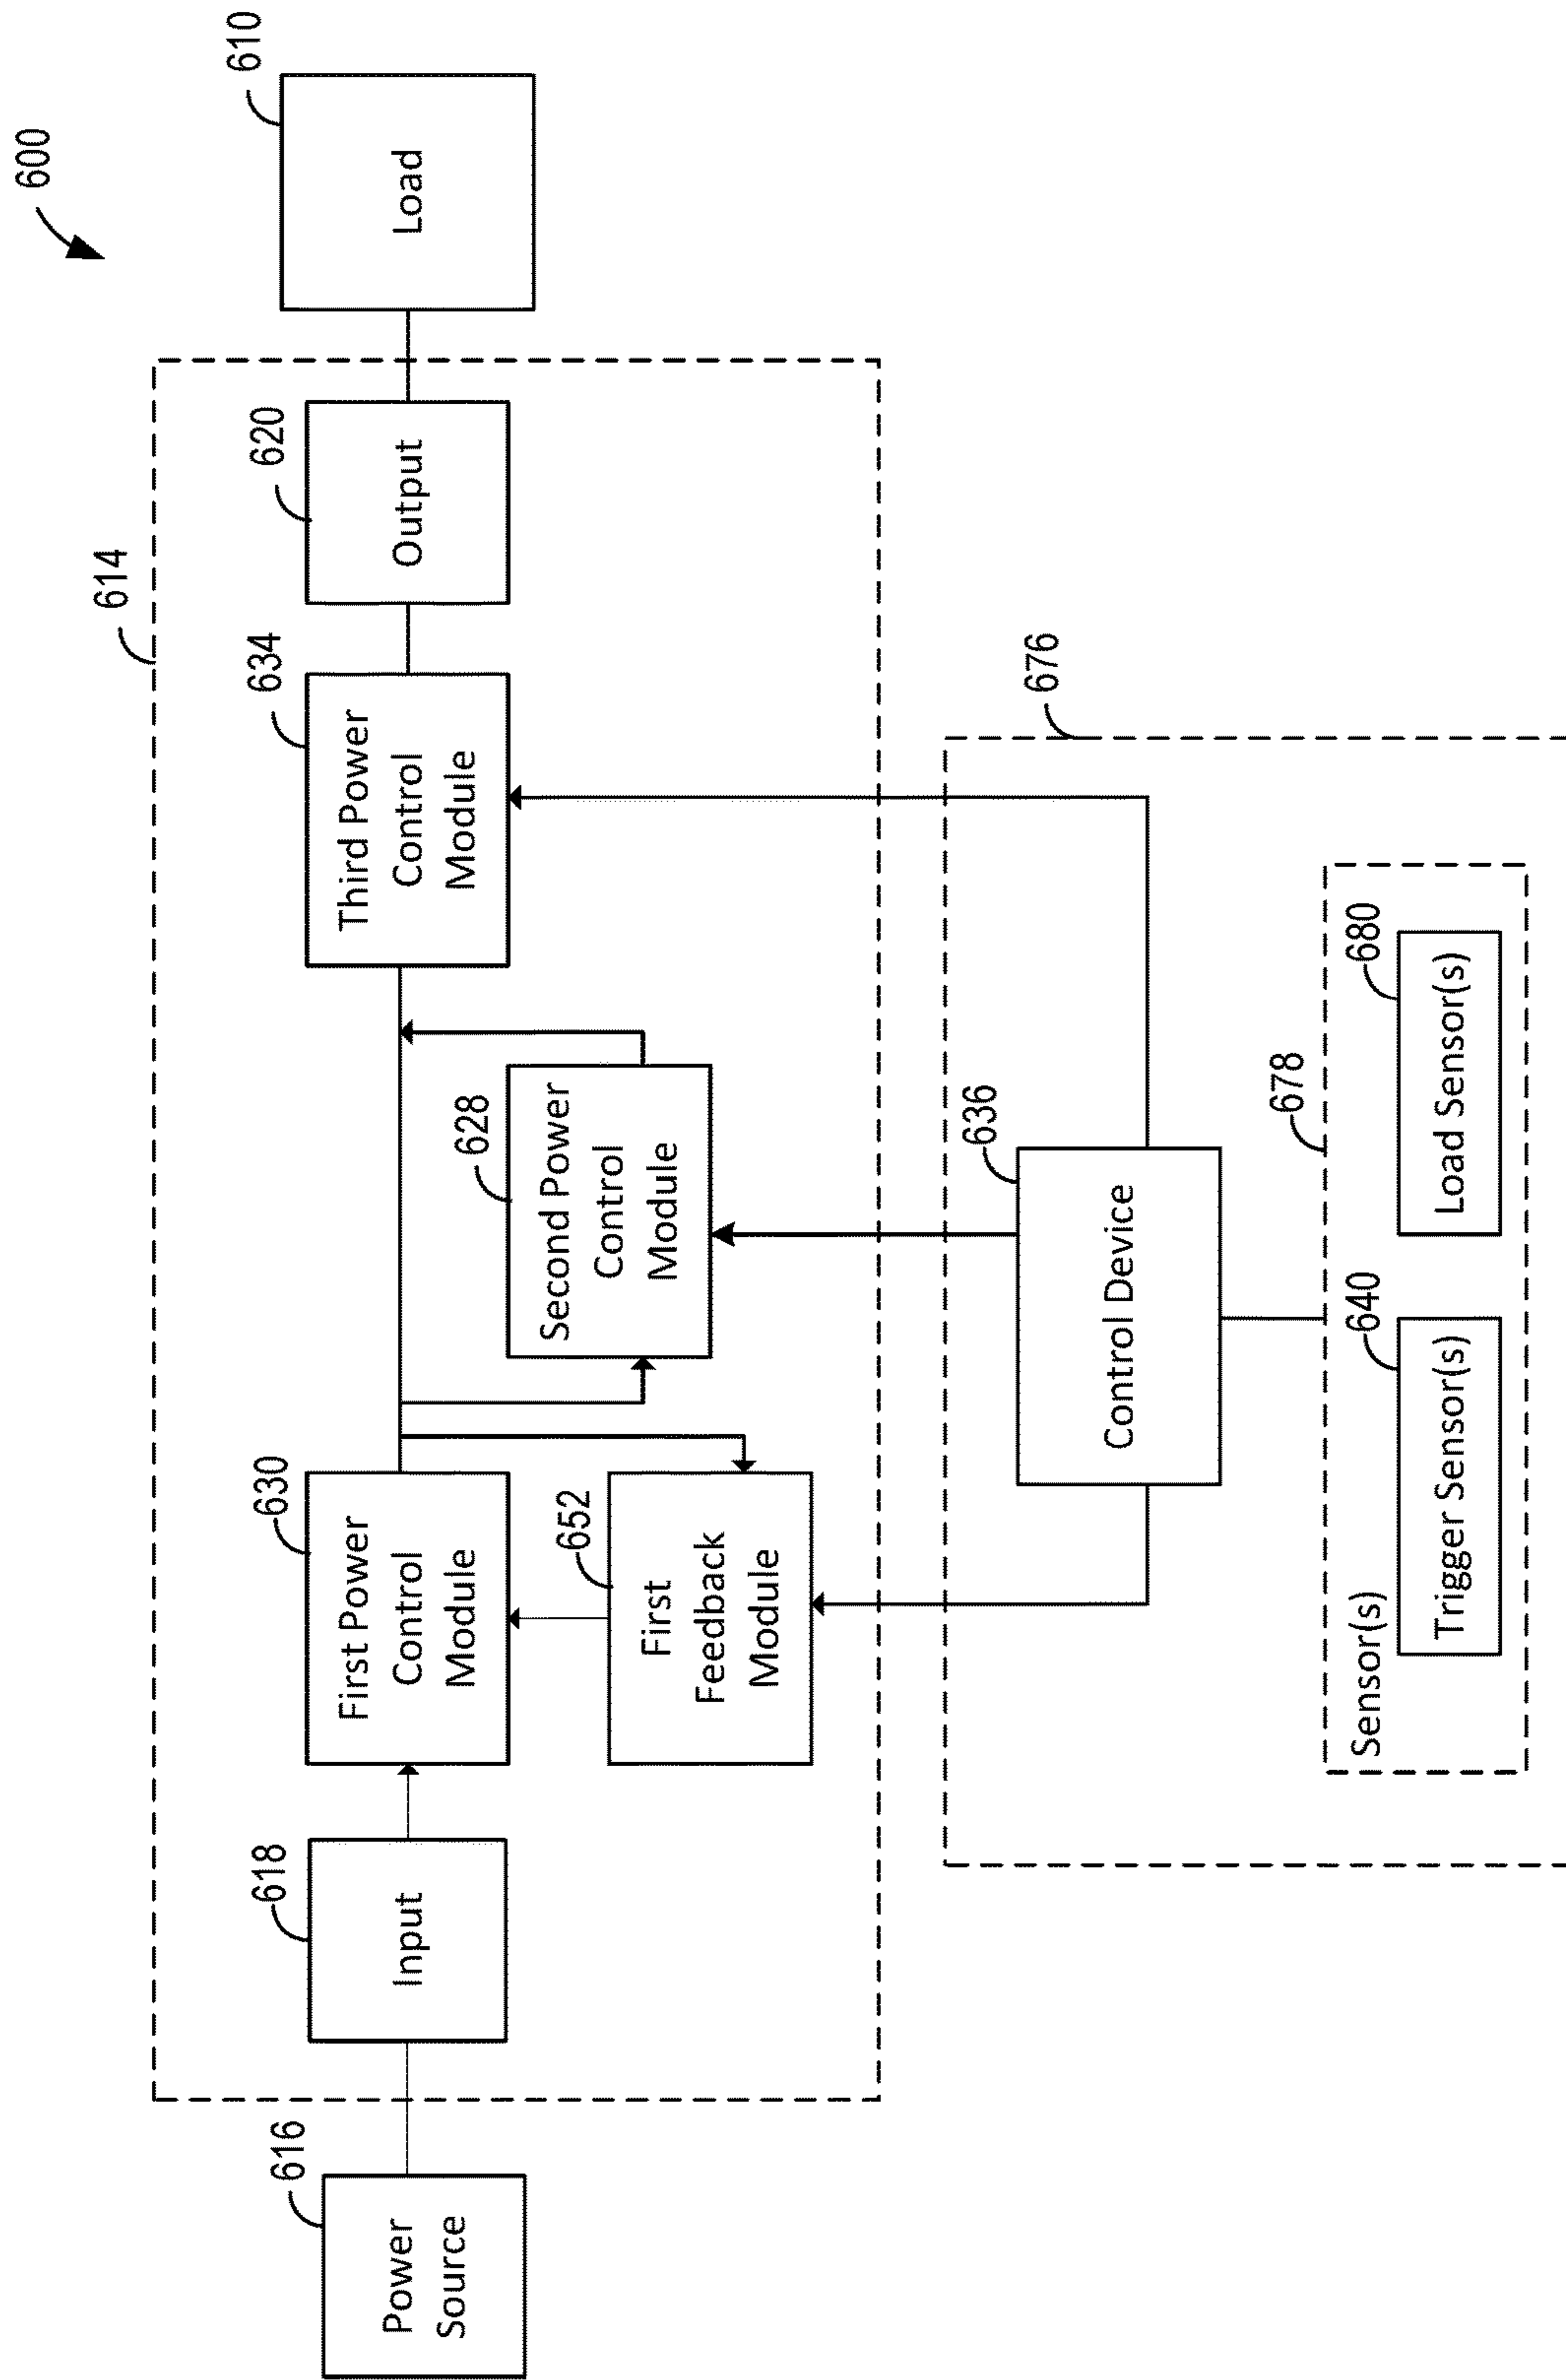 600
614
616
Power
Source
618
Input
630
First Power
Control
Module
652
First
Feedback
Module
628
Second Power
Control
Module
634
Third Power
Control
Module
620
Output
610
Load
676
636
Control Device
678
Sensor(s)
640
Trigger Sensor(s)
680
Load Sensor(s)